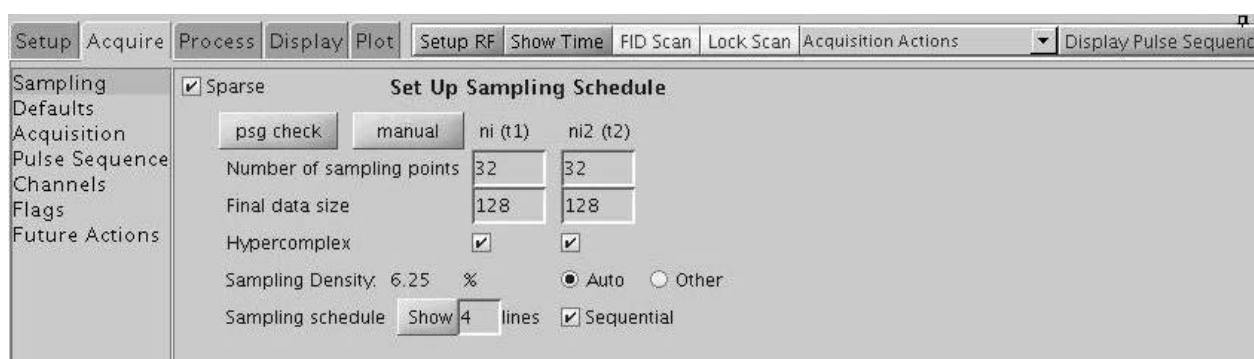 Setup Acquire Process Display Plot Setup RF Show Time FID Scan Lock Scan Acquisition Actions Display Pulse Sequenc
Sampling
Defaults
Acquisition
Pulse Sequence
Channels
Flags
Future Actions
Sparse Set Up Sampling Schedule
psg check manual ni (t1) ni2 (t2)
Number of sampling points 32 32
Final data size 128 128
Hypercomplex
Sampling Density: 6.25 % Auto Other
Sampling schedule Show 4 lines Sequential